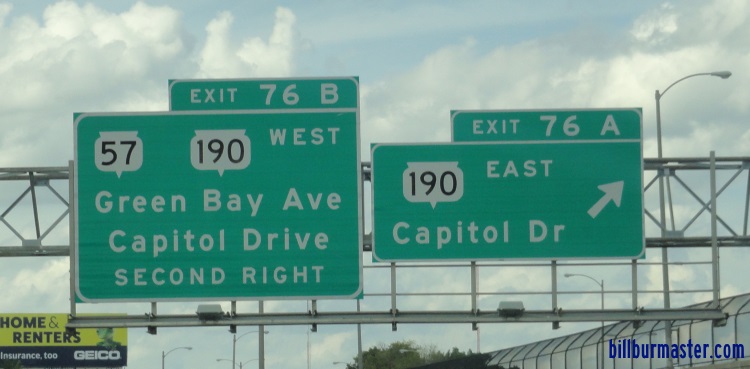 EXIT 76 B
57 190 WEST
Green Bay Ave
Capitol Drive
SECOND RIGHT
EXIT 76 A
190 EAST
Capitol Dr
HOME &
RENTERS
Insurance, too GEICO
billburmaster.com